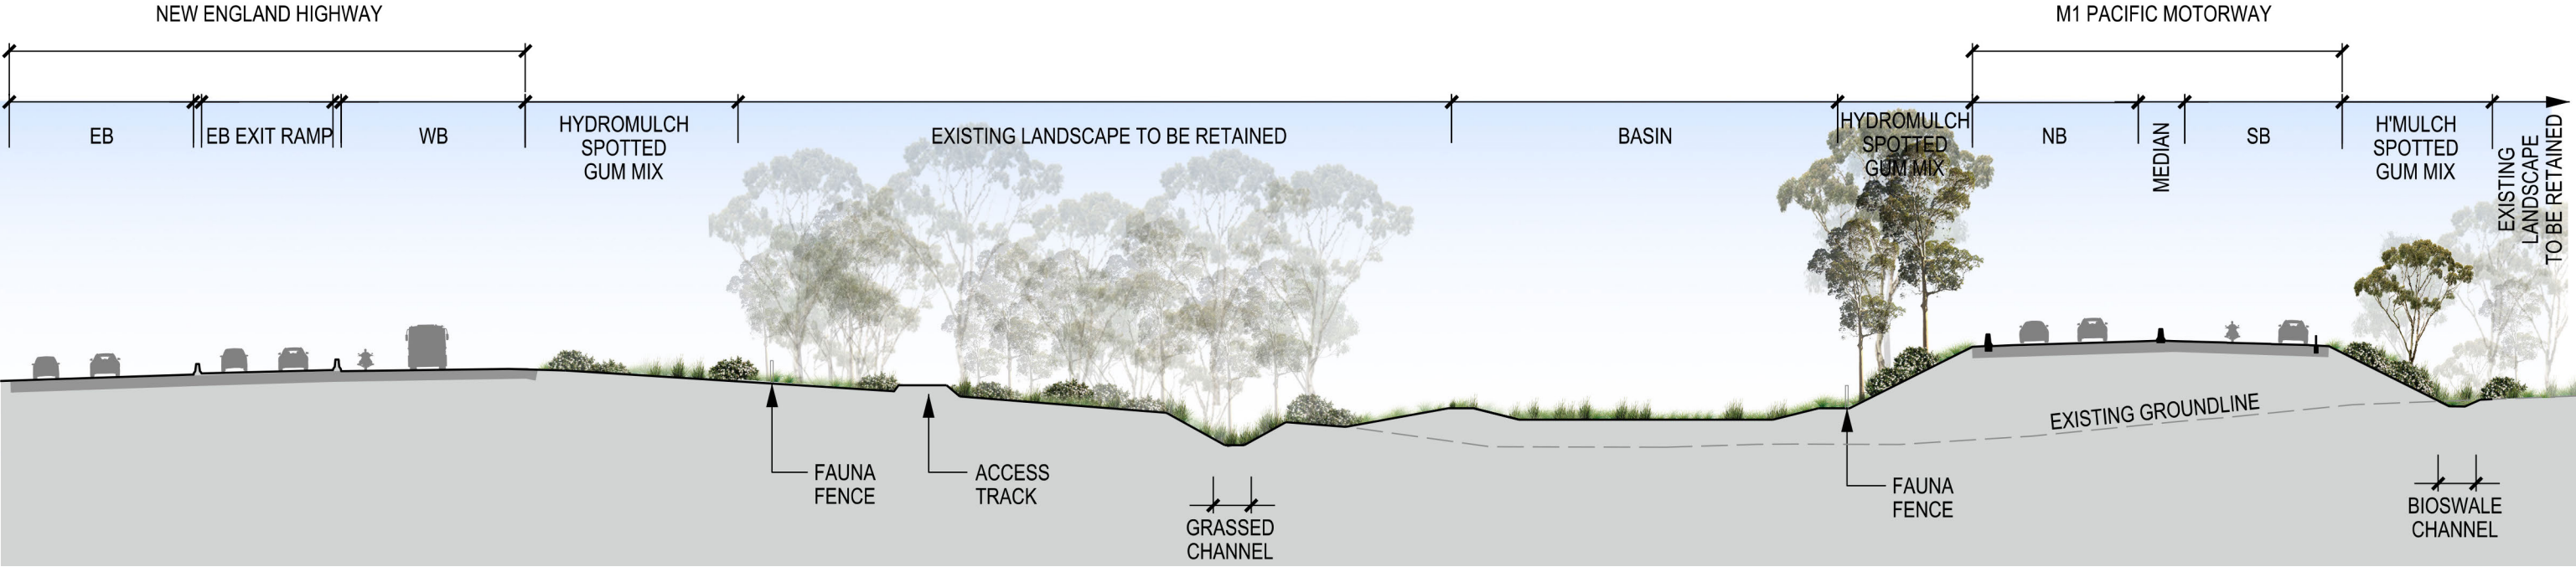 NEW ENGLAND HIGHWAY
M1 PACIFIC MOTORWAY
EB
EB EXIT RAMP
WB
HYDROMULCH
SPOTTED
GUM MIX
EXISTING LANDSCAPE TO BE RETAINED
BASIN
HYDROMULCH
SPOTTED
GUM MIX
NB
MEDIAN
SB
H'MULCH
SPOTTED
GUM MIX
EXISTING
LANDSCAPE
TO BE RETAINED
EXISTING GROUNDLINE
FAUNA
FENCE
ACCESS
TRACK
GRASSED
CHANNEL
FAUNA
FENCE
BIOSWALE
CHANNEL